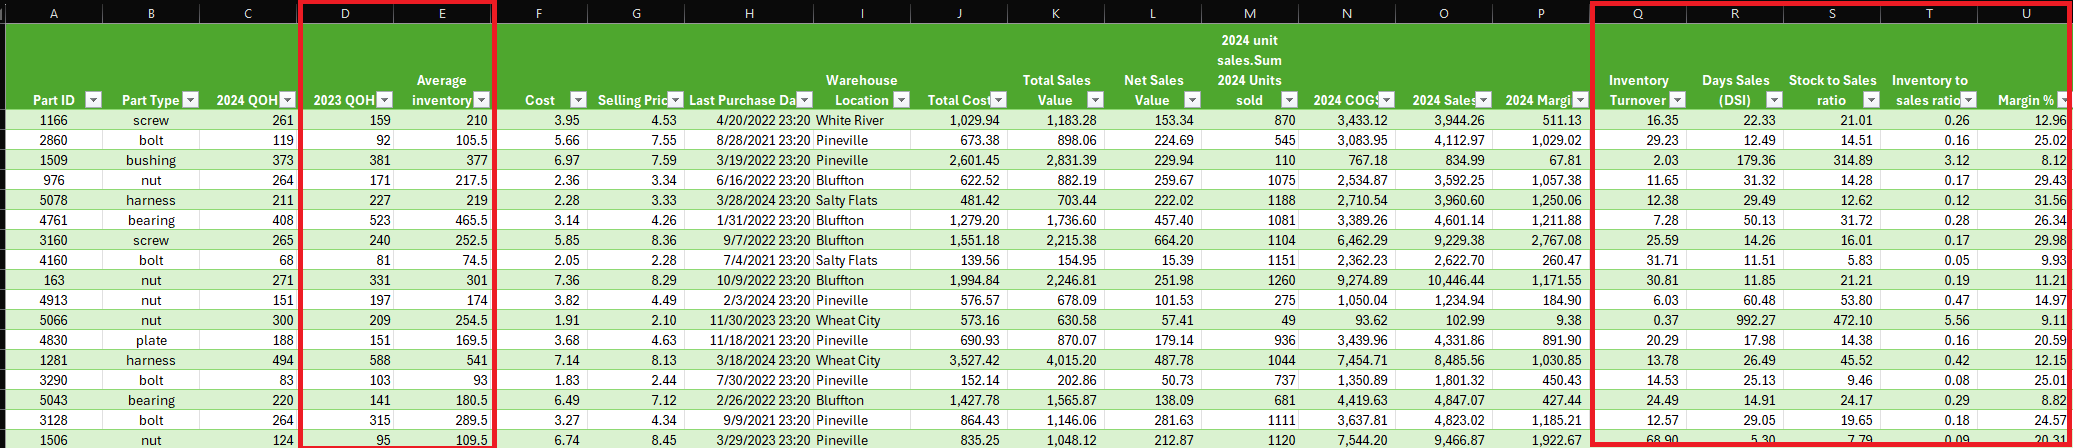 A B C D E F G H I J K L M N O P Q R S T U
Part ID Part Type 2024 QOH 2023 QOH Average inventory Cost Selling Pric Last Purchase Da Warehouse Location Total Cost Total Sales Value Net Sales Value 2024 unit sales.Sum 2024 Units sold 2024 COGS 2024 Sales 2024 Margi Inventory Turnover Days Sales (DSI) Stock to Sales ratio Inventory to sales ratio Margin %
1166 screw 261 159 210 3.95 4.53 4/20/2022 23:20 White River 1,029.94 1,183.28 153.34 870 3,433.12 3,944.26 511.13 16.35 22.33 21.01 0.26 12.96
2860 bolt 119 92 105.5 5.66 7.55 8/28/2021 23:20 Pineville 673.38 898.06 224.69 545 3,083.95 4,112.97 1,029.02 29.23 12.49 14.51 0.16 25.02
1509 bushing 373 381 377 6.97 7.59 3/19/2022 23:20 Pineville 2,601.45 2,831.39 229.94 110 767.18 834.99 67.81 2.03 179.36 314.89 3.12 8.12
976 nut 264 171 217.5 2.36 3.34 6/16/2022 23:20 Bluffton 622.52 882.19 259.67 1075 2,534.87 3,592.25 1,057.38 11.65 31.32 14.28 0.17 29.43
5078 harness 211 227 219 2.28 3.33 3/28/2024 23:20 Salty Flats 481.42 703.44 222.02 1188 2,710.54 3,960.60 1,250.06 12.38 29.49 12.62 0.12 31.56
4761 bearing 408 523 465.5 3.14 4.26 1/31/2022 23:20 Bluffton 1,279.20 1,736.60 457.40 1081 3,389.26 4,601.14 1,211.88 7.28 50.13 31.72 0.28 26.34
3160 screw 265 240 252.5 5.85 8.36 9/7/2022 23:20 Bluffton 1,551.18 2,215.38 664.20 1104 6,462.29 9,229.38 2,767.08 25.59 14.26 16.01 0.17 29.98
4160 bolt 68 81 74.5 2.05 2.28 7/4/2021 23:20 Salty Flats 139.56 154.95 15.39 1151 2,362.23 2,622.70 260.47 31.71 11.51 5.83 0.05 9.93
163 nut 271 331 301 7.36 8.29 10/9/2022 23:20 Bluffton 1,994.84 2,246.81 251.98 1260 9,274.89 10,446.44 1,171.55 30.81 11.85 21.21 0.19 11.21
4913 nut 151 197 174 3.82 4.49 2/3/2024 23:20 Pineville 576.57 678.09 101.53 275 1,050.04 1,234.94 184.90 6.03 60.48 53.80 0.47 14.97
5066 nut 300 209 254.5 1.91 2.10 11/30/2023 23:20 Wheat City 573.16 630.58 57.41 49 93.62 102.99 9.38 0.37 992.27 472.10 5.56 9.11
4830 plate 188 151 169.5 3.68 4.63 11/18/2021 23:20 Pineville 690.93 870.07 179.14 936 3,439.96 4,331.86 891.90 20.29 17.98 14.38 0.16 20.59
1281 harness 494 588 541 7.14 8.13 3/18/2024 23:20 Wheat City 3,527.42 4,015.20 487.78 1044 7,454.71 8,485.56 1,030.85 13.78 26.49 45.52 0.42 12.15
3290 bolt 83 103 93 1.83 2.44 7/30/2022 23:20 Pineville 152.14 202.86 50.73 737 1,350.89 1,801.32 450.43 14.53 25.13 9.46 0.08 25.01
5043 bearing 220 141 180.5 6.49 7.12 2/26/2022 23:20 Bluffton 1,427.78 1,565.87 138.09 681 4,419.63 4,847.07 427.44 24.49 14.91 24.17 0.29 8.82
3128 bolt 264 315 289.5 3.27 4.34 9/9/2021 23:20 Pineville 864.43 1,146.06 281.63 1111 3,637.81 4,823.02 1,185.21 12.57 29.05 19.65 0.18 24.57
1506 nut 124 95 109.5 6.74 8.45 3/29/2023 23:20 Pineville 835.25 1,048.12 212.87 1120 7,544.20 9,466.87 1,922.67 68.90 5.30 7.79 0.09 20.31